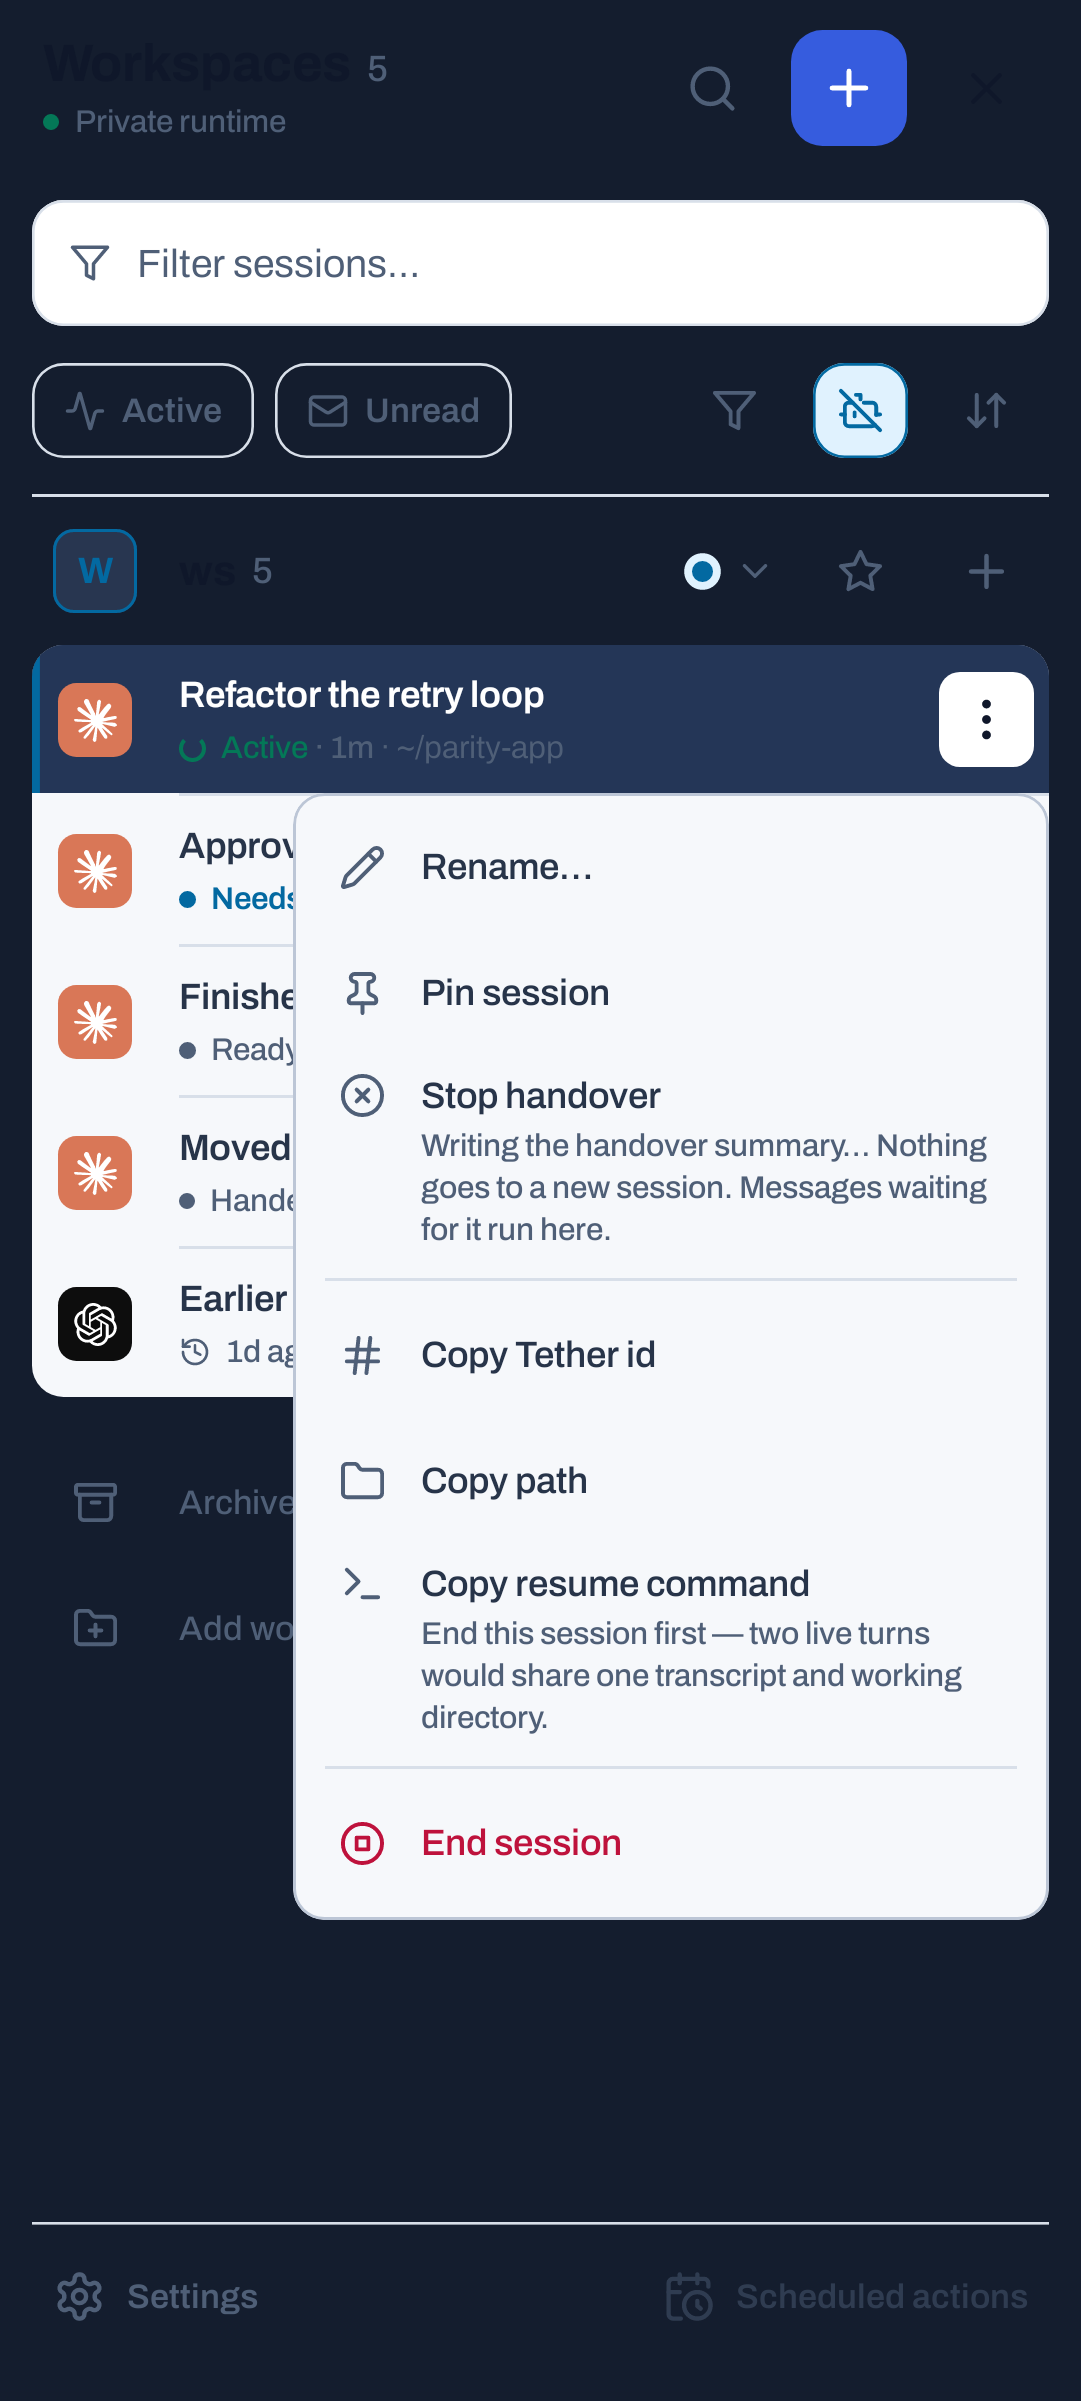 Workspaces 5
Private runtime
Filter sessions...
Active
Unread
W
ws 5
Refactor the retry loop
Active · 1m · ~/parity-app
Approv
Needs
Finishe
Ready
Moved
Hande
Earlier
1d ag
Archive
Add wo
Rename...
Pin session
Stop handover
Writing the handover summary... Nothing
goes to a new session. Messages waiting
for it run here.
Copy Tether id
Copy path
Copy resume command
End this session first — two live turns
would share one transcript and working
directory.
End session
Settings
Scheduled actions